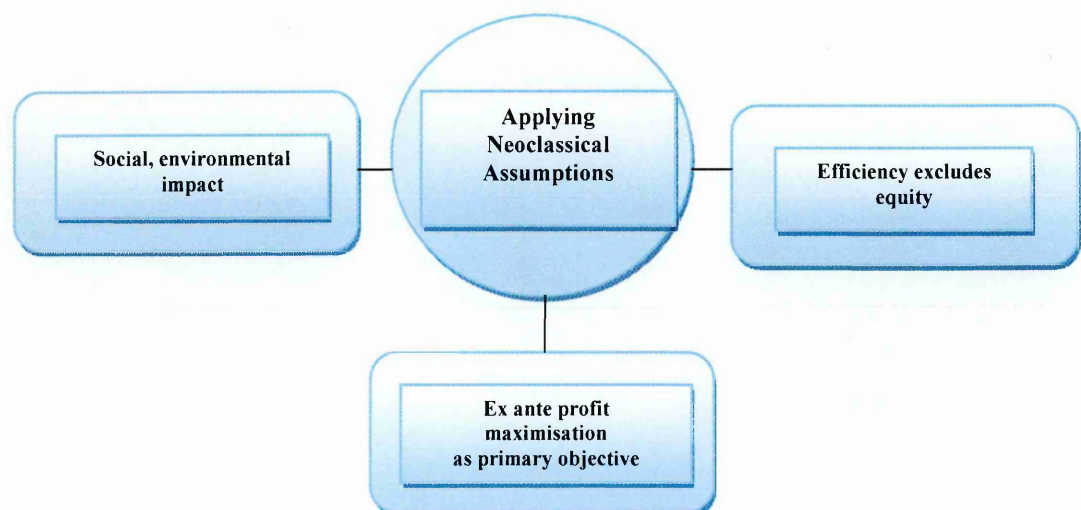 Applying
Neoclassical
Assumptions
Social, environmental
impact
Efficiency excludes
equity
Ex ante profit
maximisation
as primary objective